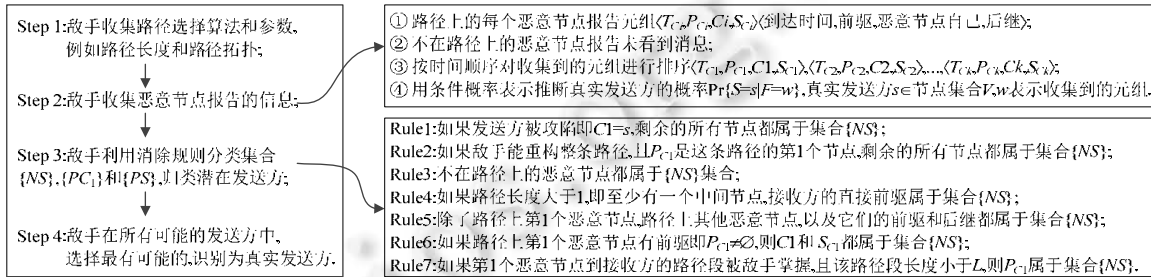 Step 1:敌手收集路径选择算法和参数,
例如路径长度和路径拓扑;
Step 2:敌手收集恶意节点报告的信息;
Step 3:敌手利用消除规则分类集合
{NS},{PC₁}和{PS},归类潜在发送方;
Step 4:敌手在所有可能的发送方中,
选择最有可能的,识别为真实发送方.
① 路径上的每个恶意节点报告元组⟨T_Ci,P_Ci,Ci,S_Ci⟩(到达时间,前驱,恶意节点自己,后继);
② 不在路径上的恶意节点报告未看到消息;
③ 按时间顺序对收集到的元组进行排序⟨T_C1,P_C1,C1,S_C1⟩,⟨T_C2,P_C2,C2,S_C2⟩,...,⟨T_Ck,P_Ck,Ck,S_Ck⟩;
④ 用条件概率表示推断真实发送方的概率Pr{S=s|F=w},真实发送方s∈节点集合V,w表示收集到的元组.
Rule1:如果发送方被攻陷即C1=s,剩余的所有节点都属于集合{NS};
Rule2:如果敌手能重构整条路径,且P_C1是这条路径的第1个节点,剩余的所有节点都属于集合{NS};
Rule3:不在路径上的恶意节点都属于{NS}集合;
Rule4:如果路径长度大于1,即至少有一个中间节点,接收方的直接前驱属于集合{NS};
Rule5:除了路径上第1个恶意节点,路径上其他恶意节点,以及它们的前驱和后继都属于集合{NS};
Rule6:如果路径上第1个恶意节点有前驱即P_C1≠∅,则C1和S_C1都属于集合{NS};
Rule7:如果第1个恶意节点到接收方的路径段被敌手掌握,且该路径段长度小于L,则P_C1属于集合{NS}.